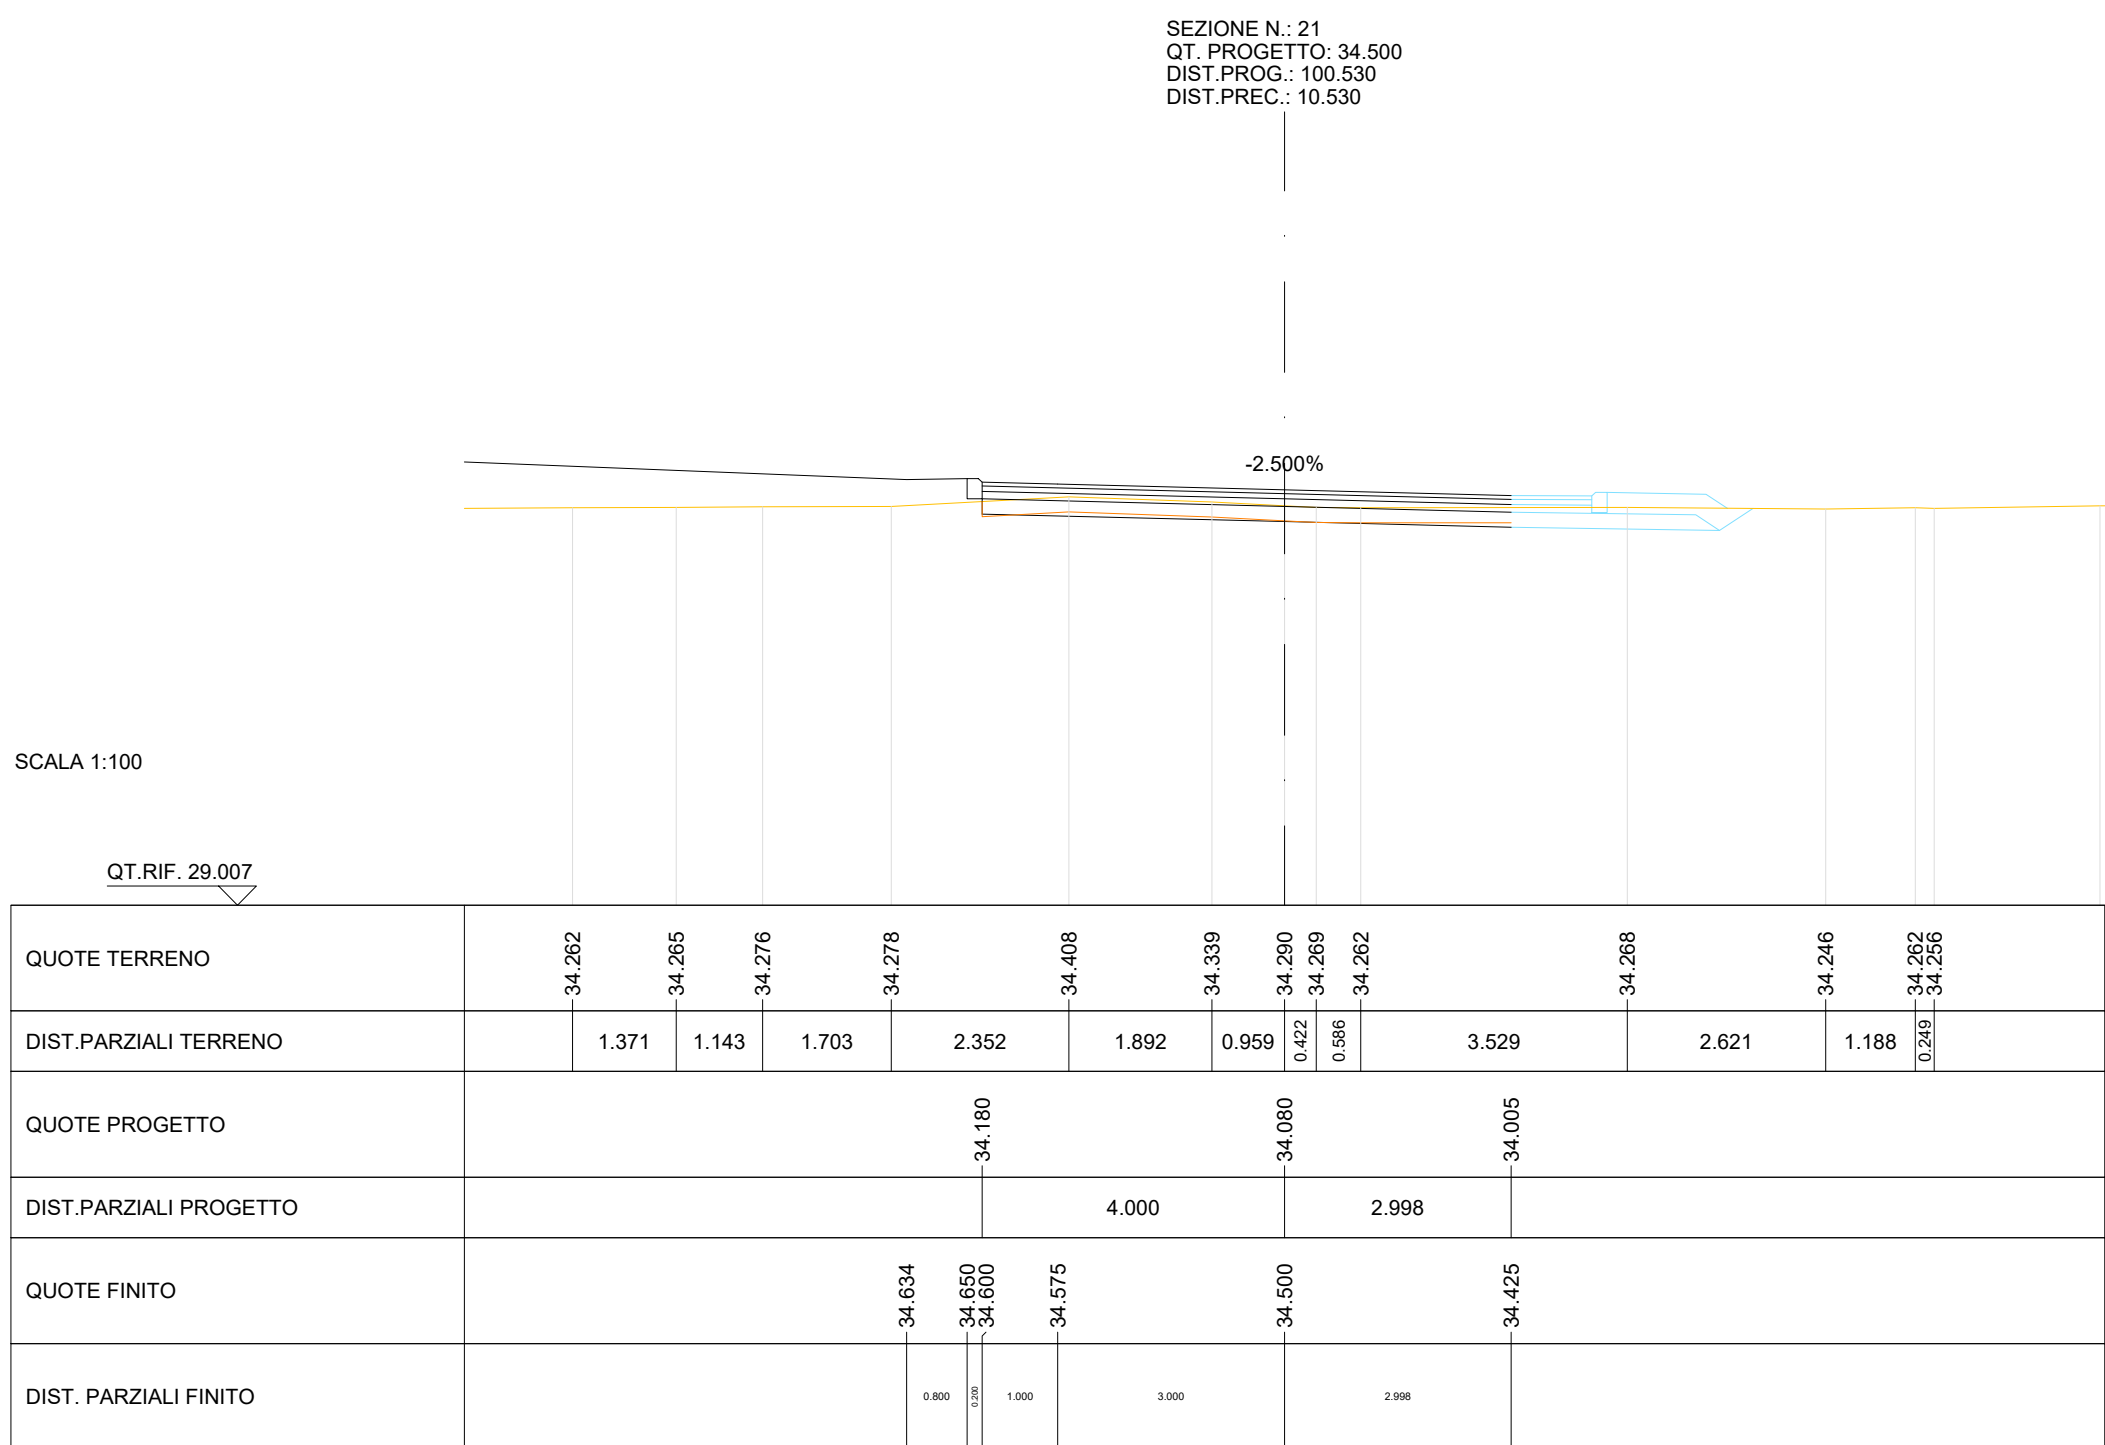 SEZIONE N.: 21
QT. PROGETTO: 34.500
DIST.PROG.: 100.530
DIST.PREC.: 10.530
-2.500%
SCALA 1:100
QT.RIF. 29.007
QUOTE TERRENO 34.262 34.265 34.276 34.278 34.408 34.339 34.290 34.269 34.262 34.268 34.246 34.262 34.256
DIST.PARZIALI TERRENO 1.371 1.143 1.703 2.352 1.892 0.959 0.422 0.586 3.529 2.621 1.188 0.249
QUOTE PROGETTO 34.180 34.080 34.005
DIST.PARZIALI PROGETTO 4.000 2.998
QUOTE FINITO 34.634 34.650 34.600 34.575 34.500 34.425
DIST. PARZIALI FINITO 0.800 0.200 1.000 3.000 2.998